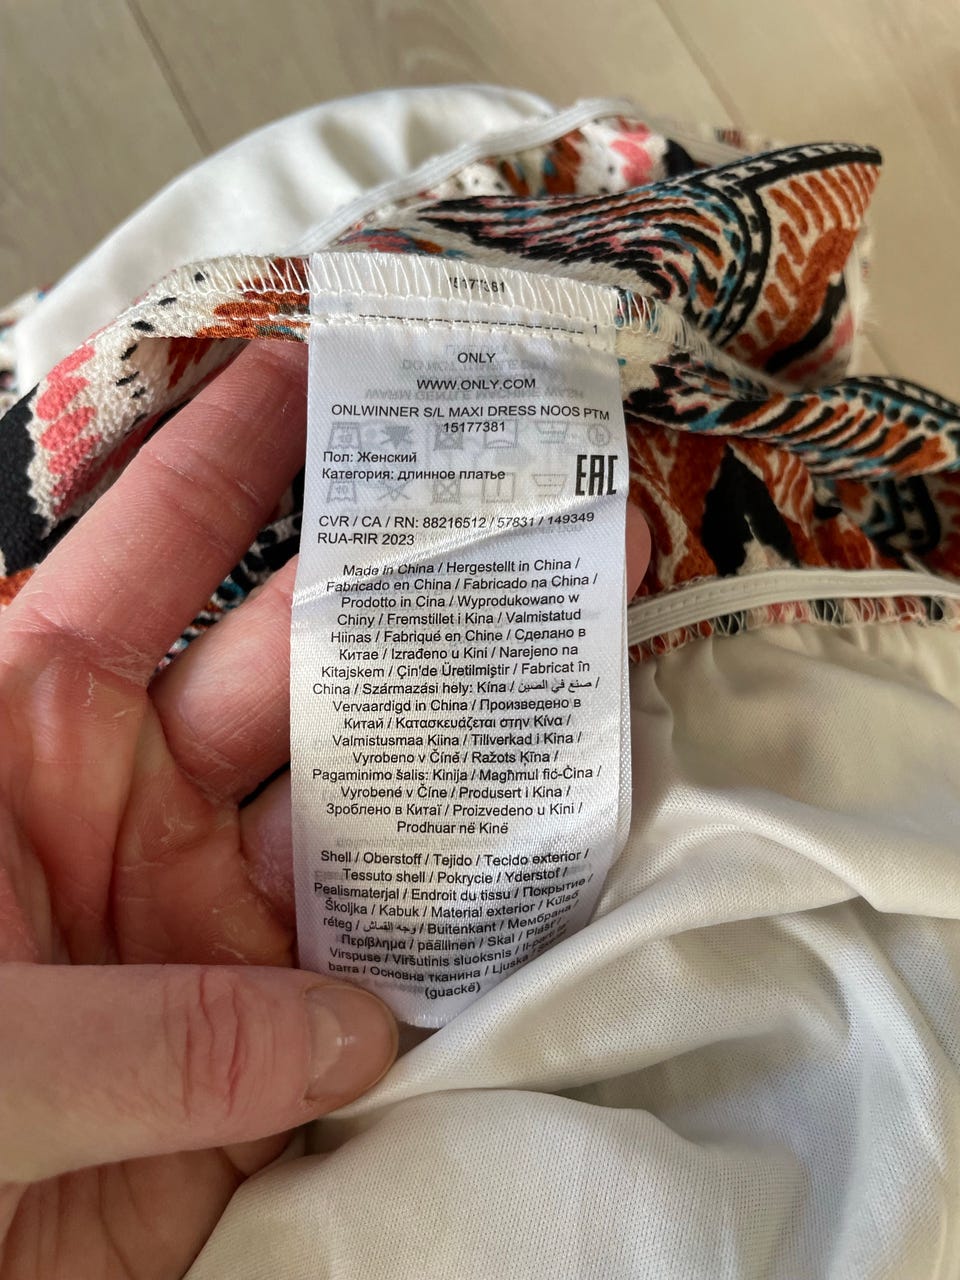 15177381
1
ONLY
WWW.ONLY.COM
ONLWINNER S/L MAXI DRESS NOOS PTM
15177381
Пол: Женский
Категория: длинное платье
EAC
CVR / CA / RN: 88216512 / 57831 / 149349
RUA-RIR 2023
Made in China / Hergestellt in China /
Fabricado en China / Fabricado na China /
Prodotto in Cina / Wyprodukowano w
Chiny / Fremstillet i Kina / Valmistatud
Hiinas / Fabriqué en Chine / Сделано в
Китае / Izrađeno u Kini / Narejeno na
Kitajskem / Çin'de Üretilmiştir / Fabricat în
China / Származási hely: Kína / صنع في الصين /
Vervaardigd in China / Произведено в
Китай / Κατασκευάζεται στην Κίνα /
Valmistusmaa Kiina / Tillverkad i Kina /
Vyrobeno v Číně / Ražots Ķīna /
Pagaminimo šalis: Kinija / Magħmul fiċ-Ċina /
Vyrobené v Číne / Produsert i Kina /
Зроблено в Китаї / Proizvedeno u Kini /
Prodhuar në Kinë
Shell / Oberstoff / Tejido / Tecido exterior /
Tessuto shell / Pokrycie / Yderstof /
Pealismaterjal / Endroit du tissu / Покрытие /
Školjka / Kabuk / Material exterior / Külső
réteg / وجه القماش / Buitenkant / Мембрана /
Περίβλημα / päällinen / Skal / Plášť /
Virspuse / Viršutinis sluoksnis / Il-parti ta'
barra / Основна тканина / Ljuska /
(guackë)